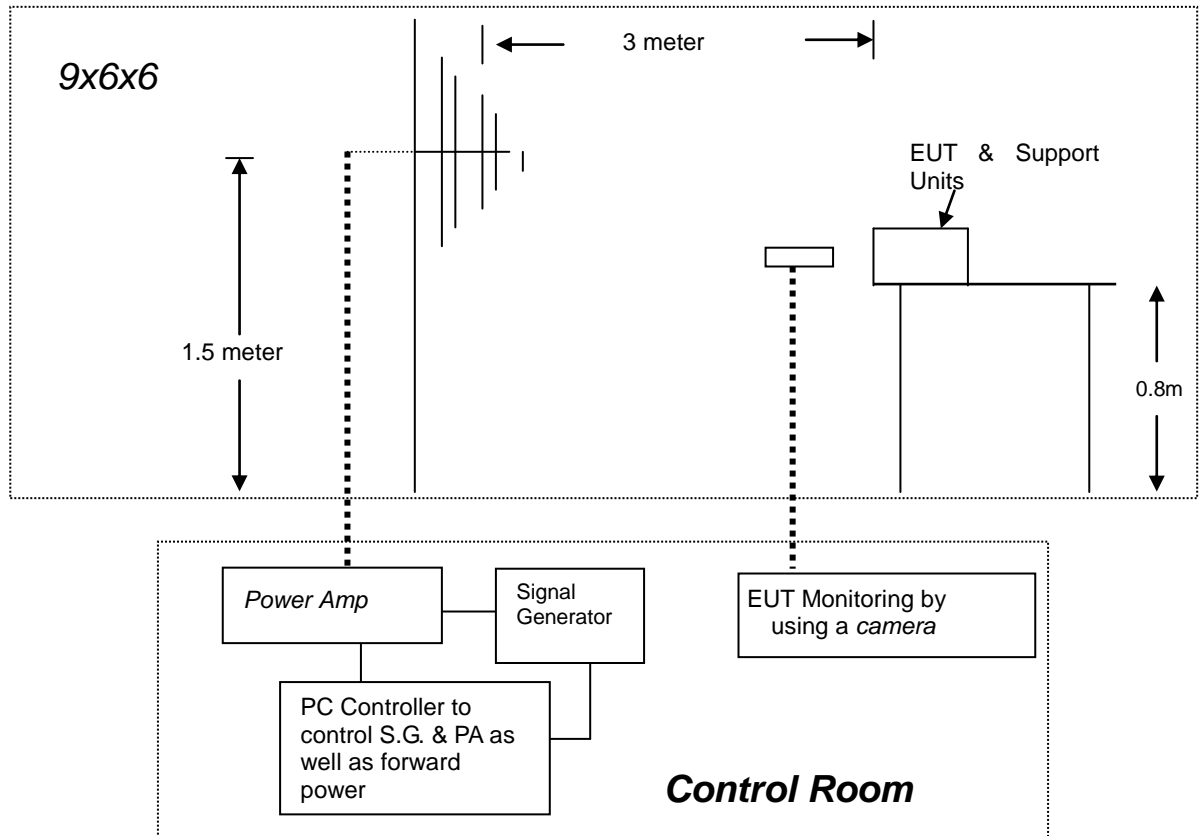 3 meter
9x6x6
EUT & Support
Units
1.5 meter
0.8m
Power Amp
Signal
Generator
EUT Monitoring by
using a camera
PC Controller to
control S.G. & PA as
well as forward
power
Control Room